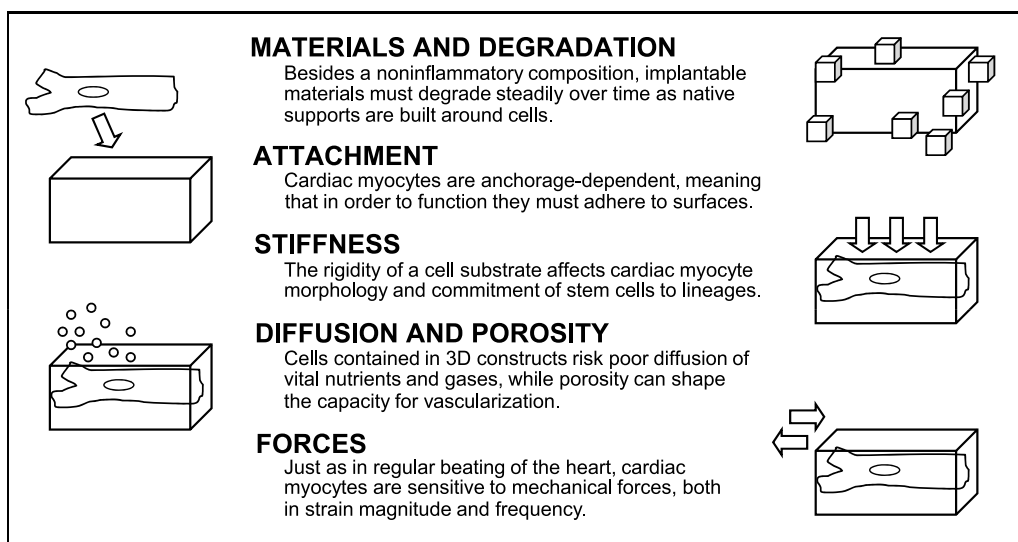 MATERIALS AND DEGRADATION
Besides a noninflammatory composition, implantable
materials must degrade steadily over time as native
supports are built around cells.
ATTACHMENT
Cardiac myocytes are anchorage-dependent, meaning
that in order to function they must adhere to surfaces.
STIFFNESS
The rigidity of a cell substrate affects cardiac myocyte
morphology and commitment of stem cells to lineages.
DIFFUSION AND POROSITY
Cells contained in 3D constructs risk poor diffusion of
vital nutrients and gases, while porosity can shape
the capacity for vascularization.
FORCES
Just as in regular beating of the heart, cardiac
myocytes are sensitive to mechanical forces, both
in strain magnitude and frequency.